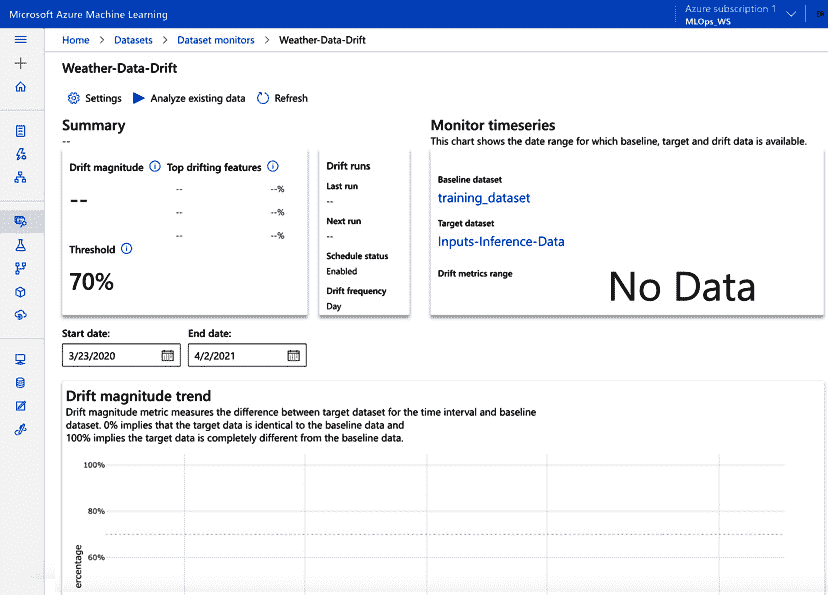 Microsoft Azure Machine Learning
Azure subscription 1
MLOps_WS
Home > Datasets > Dataset monitors > Weather-Data-Drift
Weather-Data-Drift
Settings Analyze existing data Refresh
Summary
--
Drift magnitude Top drifting features
--
-- --%
-- --%
-- --%
Threshold
70%
Drift runs
Last run
--
Next run
--
Schedule status
Enabled
Drift frequency
Day
Monitor timeseries
This chart shows the date range for which baseline, target and drift data is available.
Baseline dataset
training_dataset
Target dataset
Inputs-Inference-Data
Drift metrics range
No Data
Start date: End date:
3/23/2020 4/2/2021
Drift magnitude trend
Drift magnitude metric measures the difference between target dataset for the time interval and baseline
dataset. 0% implies that the target data is identical to the baseline data and
100% implies the target data is completely different from the baseline data.
100%
80%
60%
ercentage